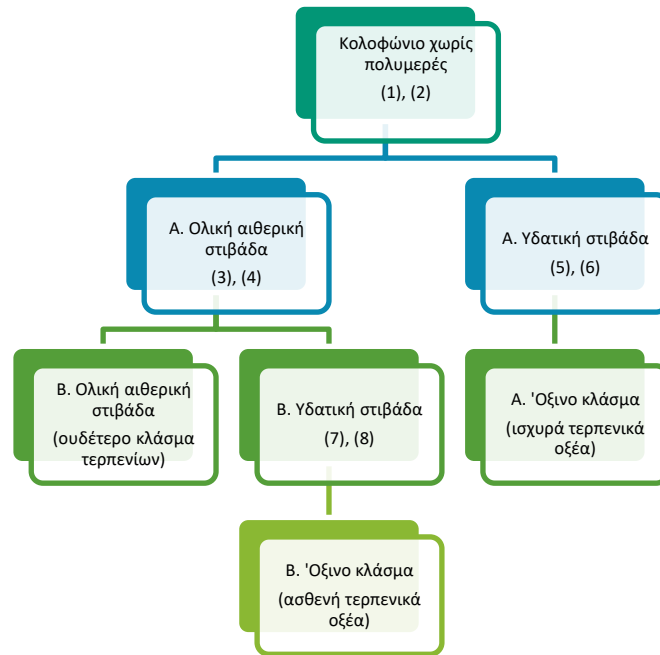 Κολοφώνιο χωρίς
πολυμερές
(1), (2)
Α. Ολική αιθερική
στιβάδα
(3), (4)
Α. Υδατική στιβάδα
(5), (6)
Β. Ολική αιθερική
στιβάδα
(ουδέτερο κλάσμα
τερπενίων)
Β. Υδατική στιβάδα
(7), (8)
Α. 'Οξινο κλάσμα
(ισχυρά τερπενικά
οξέα)
Β. 'Οξινο κλάσμα
(ασθενή τερπενικά
οξέα)